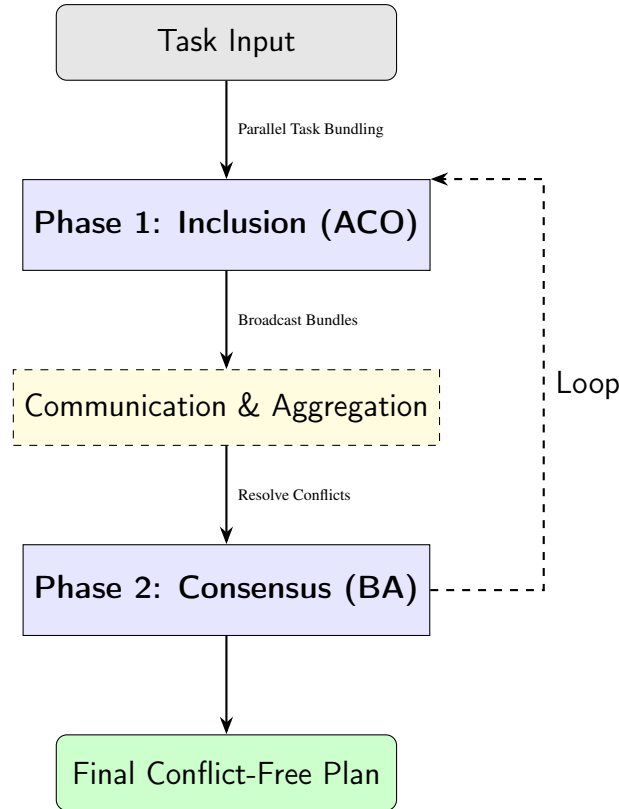 Task Input
Parallel Task Bundling
Phase 1: Inclusion (ACO)
Broadcast Bundles
Communication & Aggregation
Loop
Resolve Conflicts
Phase 2: Consensus (BA)
Final Conflict-Free Plan